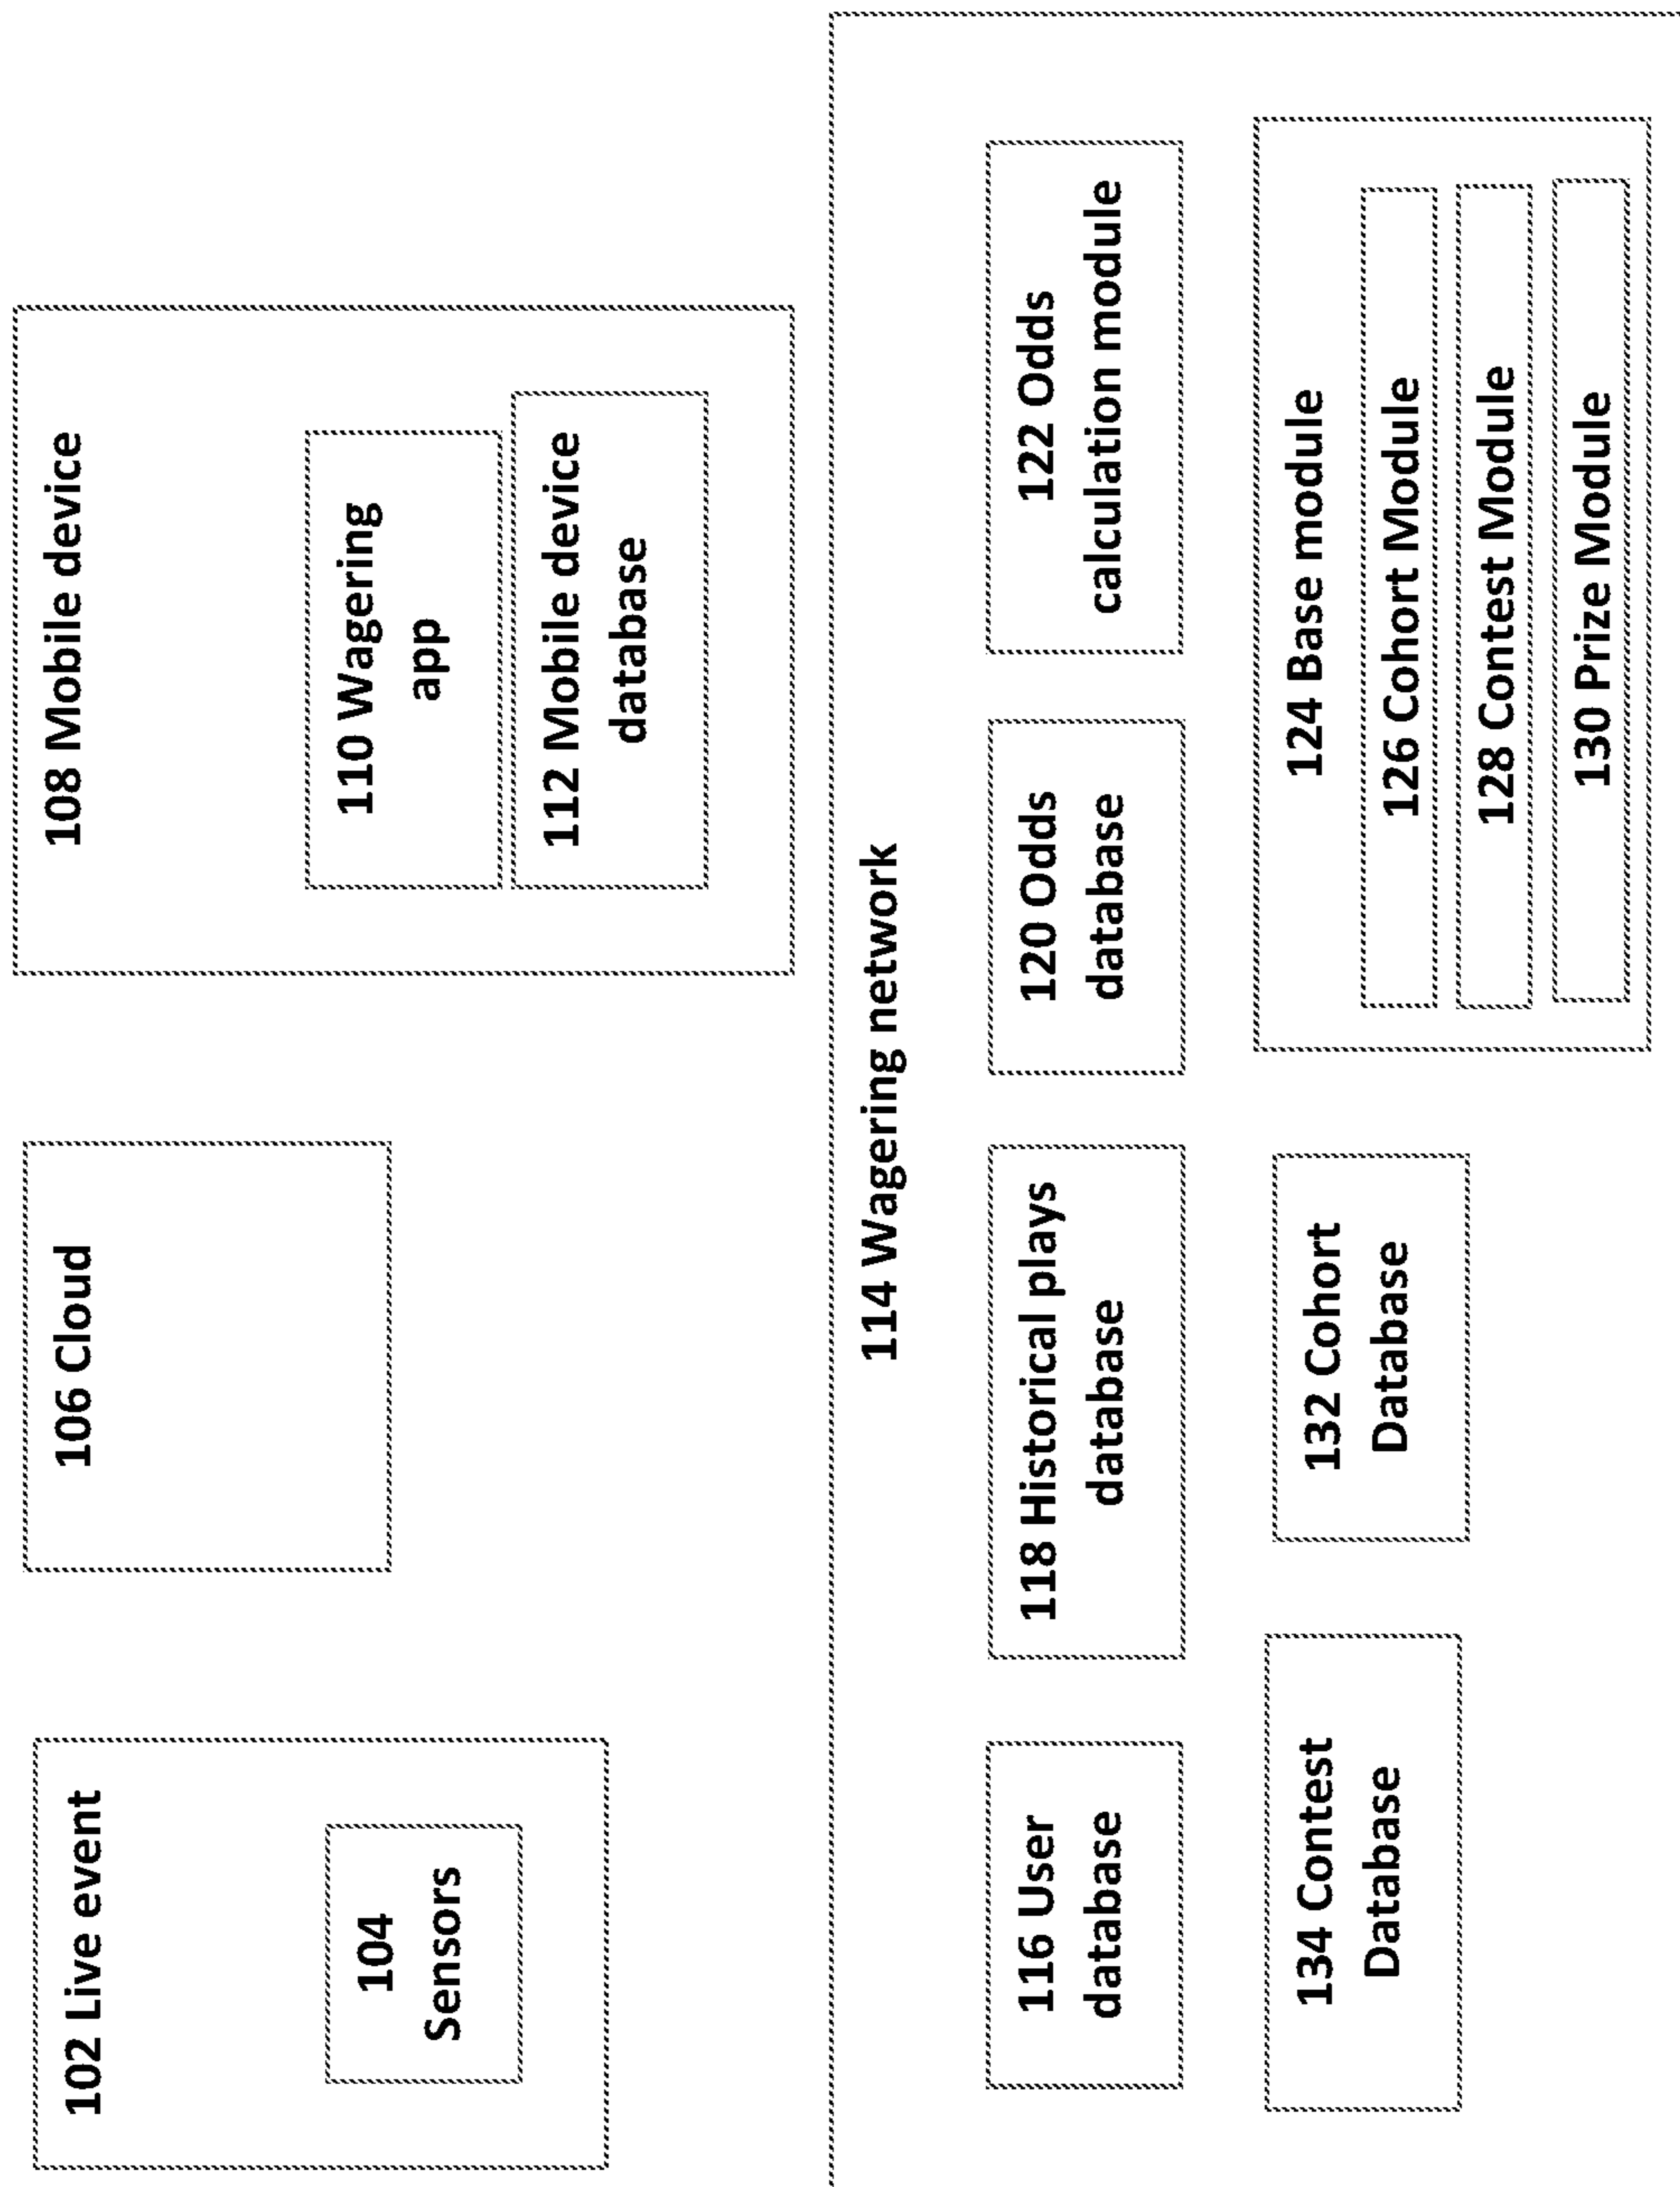 102 Live event
104
Sensors
106 Cloud
108 Mobile device
110 Wagering
app
112 Mobile device
database
114 Wagering network
116 User
database
118 Historical plays
database
120 Odds
database
122 Odds
calculation module
134 Contest
Database
132 Cohort
Database
124 Base module
126 Cohort Module
128 Contest Module
130 Prize Module